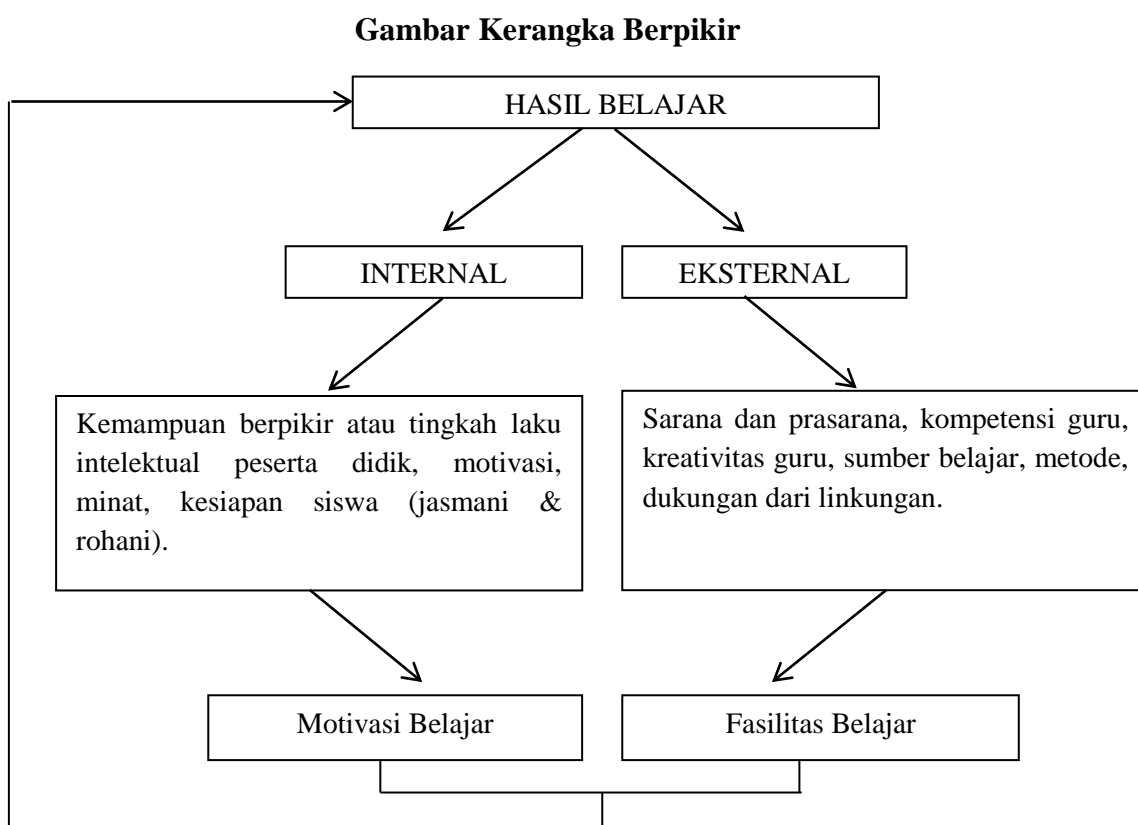 Gambar Kerangka Berpikir
HASIL BELAJAR
INTERNAL
EKSTERNAL
Kemampuan berpikir atau tingkah laku
intelektual peserta didik, motivasi,
minat, kesiapan siswa (jasmani &
rohani).
Sarana dan prasarana, kompetensi guru,
kreativitas guru, sumber belajar, metode,
dukungan dari linkungan.
Motivasi Belajar
Fasilitas Belajar